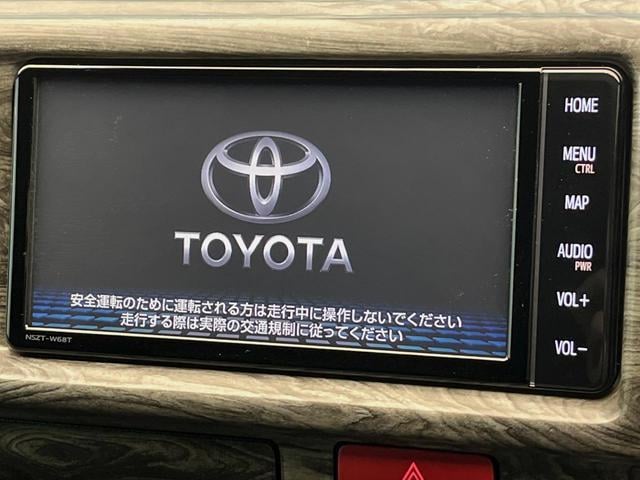 TOYOTA
安全運転のために運転される方は走行中に操作しないでください
走行する際は実際の交通規制に従ってください
NSZT-W68T
HOME
MENU
CTRL
MAP
AUDIO
PWR
VOL+
VOL-